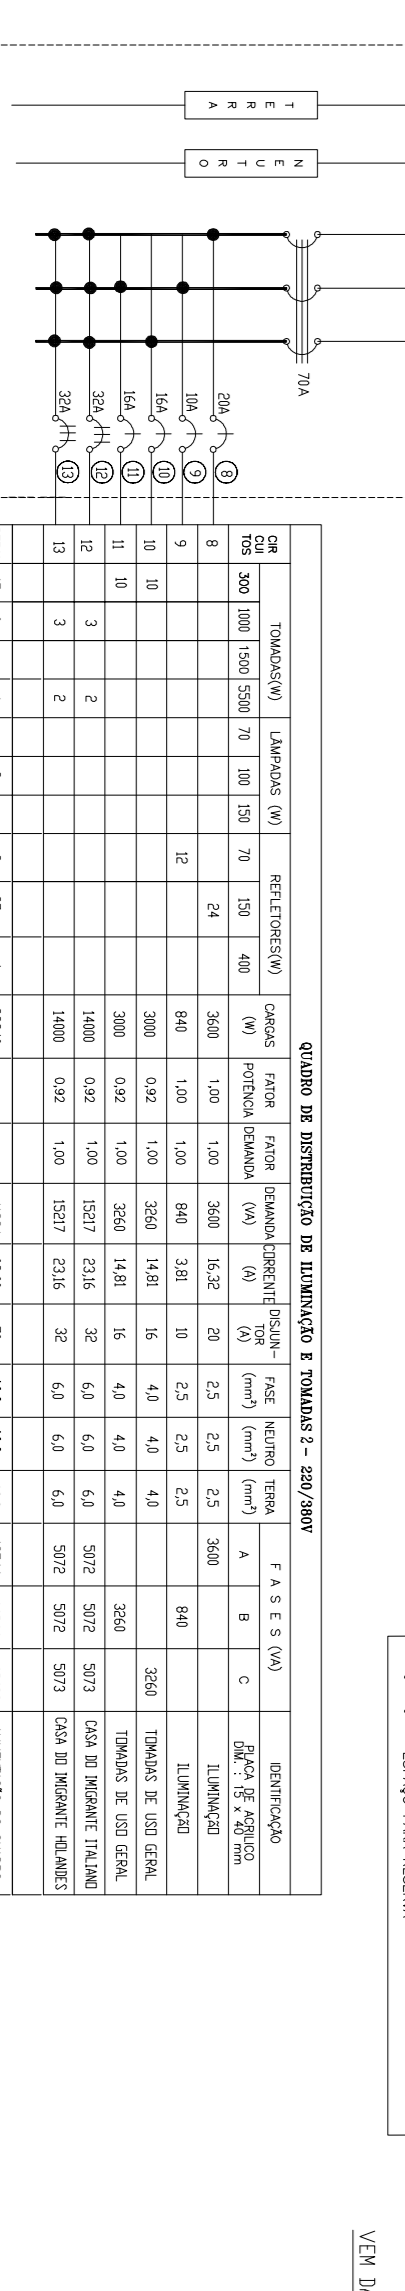 TERRA
NEUTRO
70A
20A
10A
16A
16A
32A
32A
8
9
10
11
12
13
QUADRO DE DISTRIBUIÇÃO DE ILUMINAÇÃO E TOMADAS 2 - 220/380V
CIR CUI TOS TOMADAS(W) LÂMPADAS (W) REFLETORES(W) CARGAS (W) FATOR POTÊNCIA FATOR DEMANDA DEMANDA (VA) CORRENTE (A) DISJUN-TOR (A) FASE (mm²) NEUTRO (mm²) TERRA (mm²) F A S E S (VA) IDENTIFICAÇÃO
300 1000 1500 5500 70 100 150 70 150 400 A B C PLACA DE ACRILICO DIM. : 15 x 40 mm
8 24 3600 1,00 1,00 3600 16,32 20 2,5 2,5 2,5 3600 ILUMINAÇÃO
9 12 840 1,00 1,00 840 3,81 10 2,5 2,5 2,5 840 ILUMINAÇÃO
10 10 3000 0,92 1,00 3260 14,81 16 4,0 4,0 4,0 3260 TOMADAS DE USO GERAL
11 10 3000 0,92 1,00 3260 14,81 16 4,0 4,0 4,0 3260 TOMADAS DE USO GERAL
12 3 2 14000 0,92 1,00 15217 23,16 32 6,0 6,0 6,0 5072 5072 5073 CASA DO IMIGRANTE ITALIANO
13 3 2 14000 0,92 1,00 15217 23,16 32 6,0 6,0 6,0 5072 5072 5073 CASA DO IMIGRANTE HOLANDES
VEM